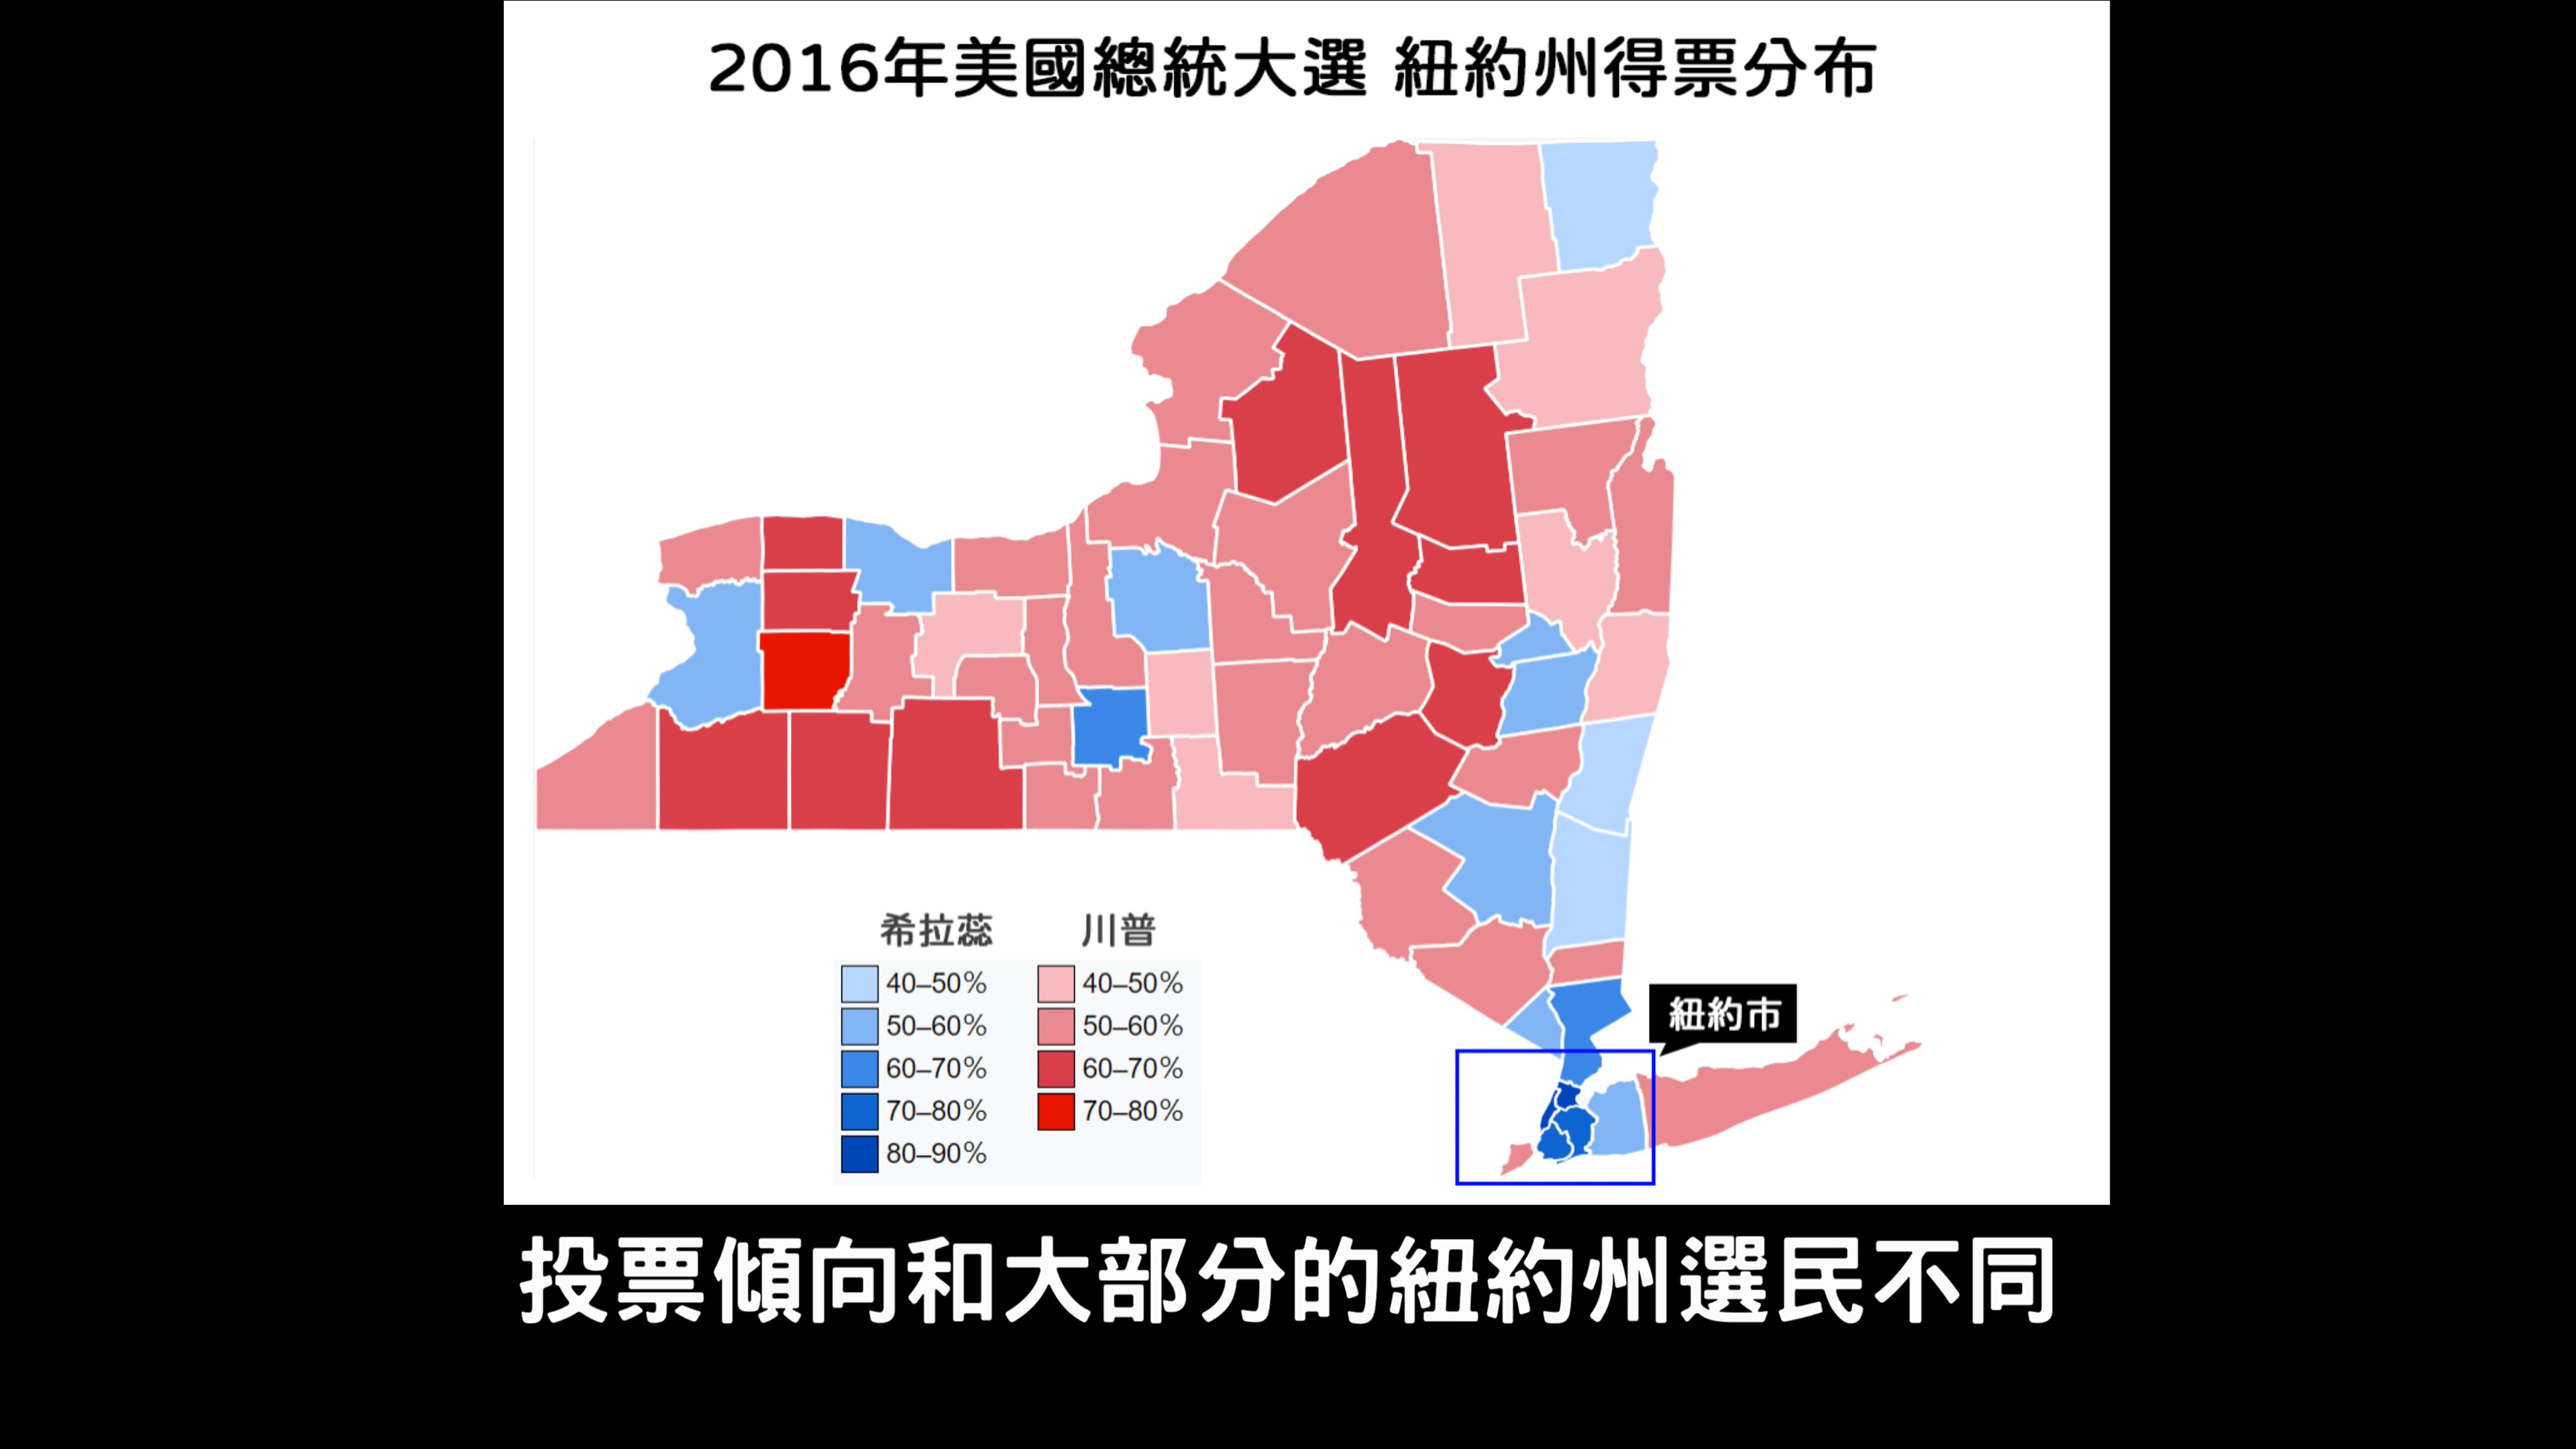 2016年美國總統大選 紐約州得票分布
希拉蕊 川普
40–50% 40–50%
50–60% 50–60%
60–70% 60–70%
70–80% 70–80%
80–90%
紐約市
投票傾向和大部分的紐約州選民不同